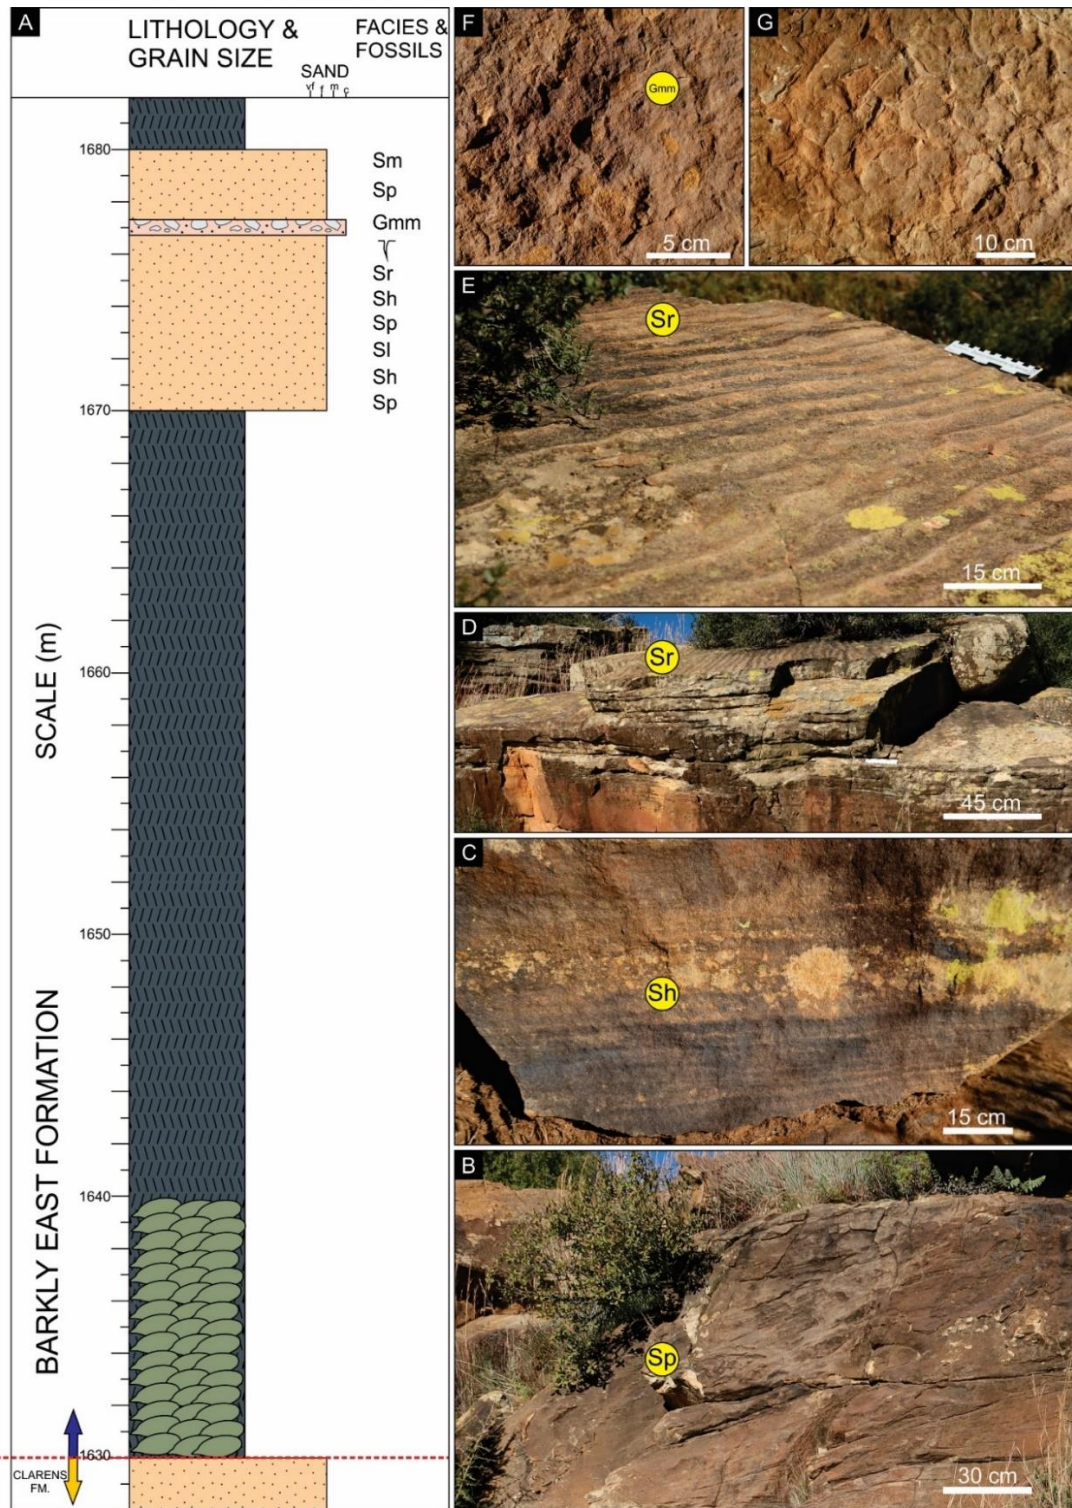 A
LITHOLOGY &
GRAIN SIZE
FACIES &
FOSSILS
SAND
vf f m c
1680
Sm
Sp
Gmm
Sr
Sh
Sp
Sl
Sh
Sp
1670
1660
SCALE (m)
1650
BARKLY EAST FORMATION
1640
1630
CLARENS
FM.
F
Gmm
5 cm
G
10 cm
E
Sr
15 cm
D
Sr
45 cm
C
Sh
15 cm
B
Sp
30 cm